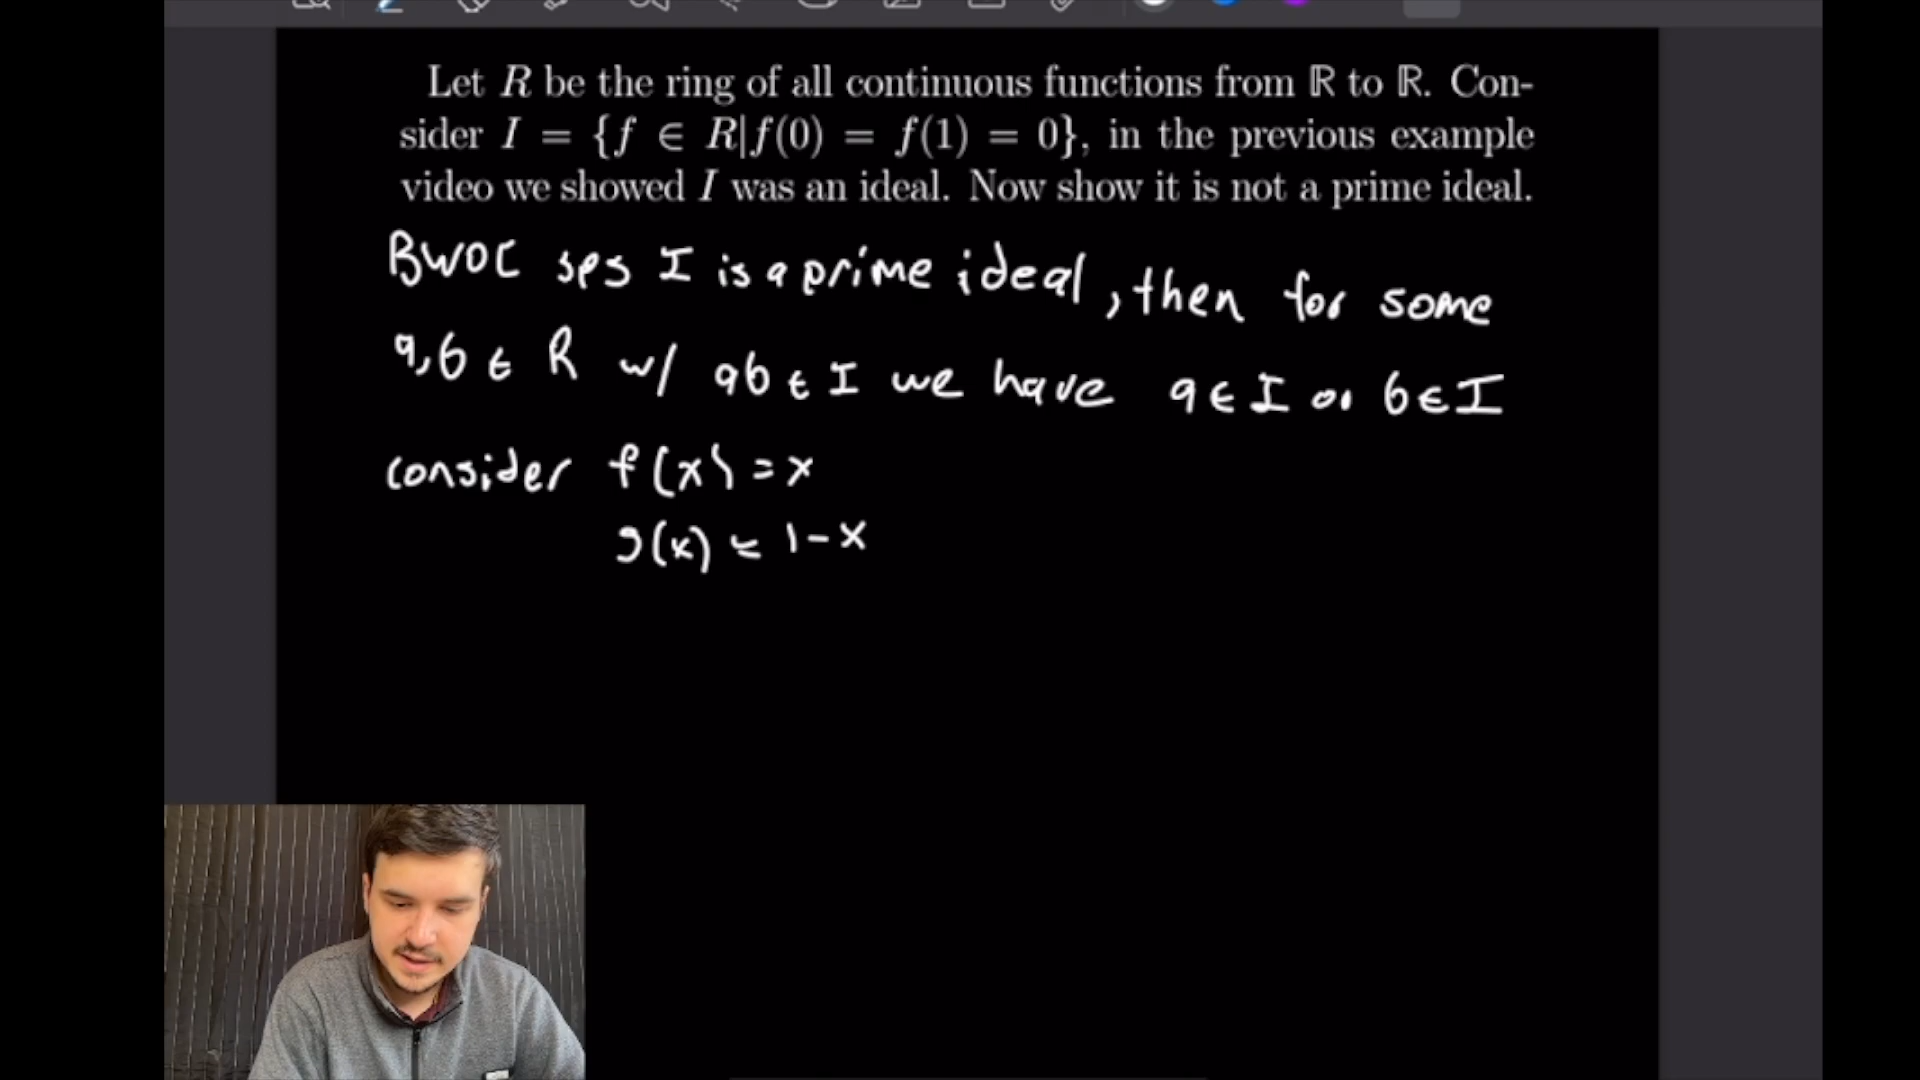 Let R be the ring of all continuous functions from ℝ to ℝ. Con-
sider I = {f ∈ R|f(0) = f(1) = 0}, in the previous example
video we showed I was an ideal. Now show it is not a prime ideal.
BWOC sps I is a prime ideal, then for some
a,b ∈ R w/ ab ∈ I we have a ∈ I or b ∈ I
consider f(x) = x
g(x) = 1-x